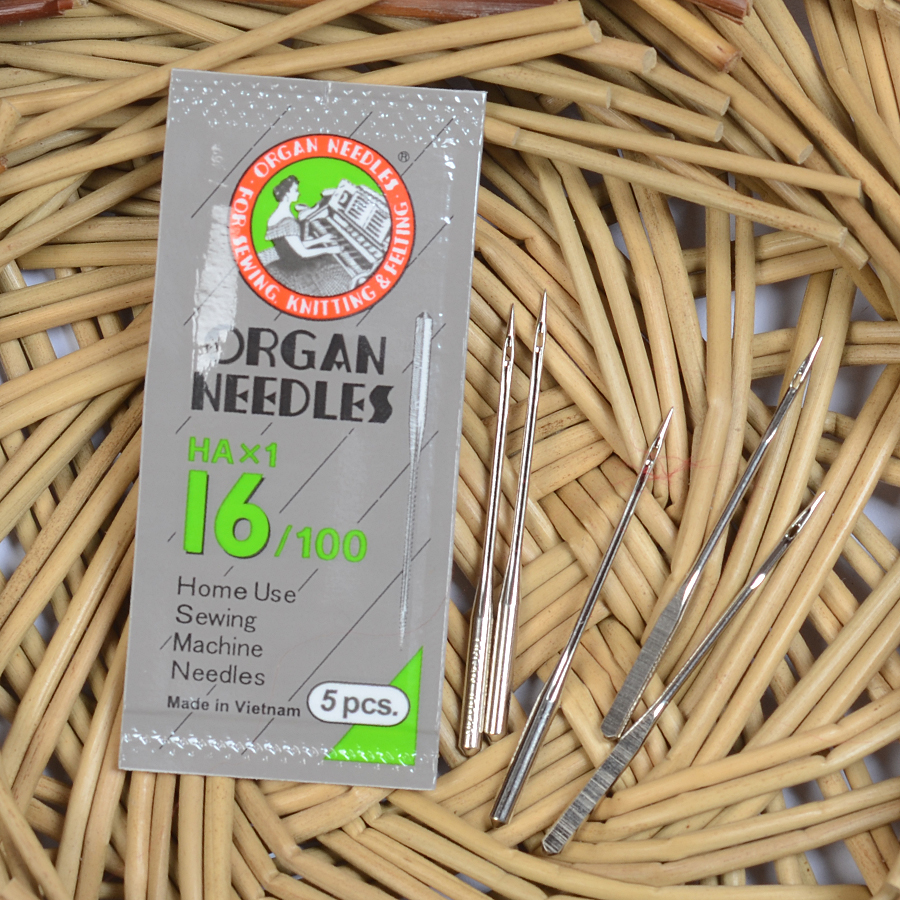 · ORGAN NEEDLES ·
FOR SEWING, KNITTING & FELTING
®
ORGAN
NEEDLES
HA×1
16/100
Home Use
Sewing
Machine
Needles
Made in Vietnam
5 pcs.